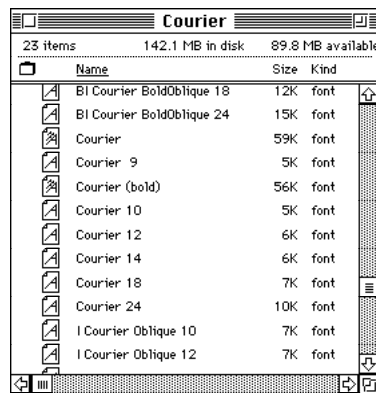 Courier
23 items 142.1 MB in disk 89.8 MB available
Name Size Kind
BI Courier BoldOblique 18 12K font
BI Courier BoldOblique 24 15K font
Courier 59K font
Courier 9 5K font
Courier (bold) 56K font
Courier 10 5K font
Courier 12 6K font
Courier 14 6K font
Courier 18 7K font
Courier 24 10K font
I Courier Oblique 10 7K font
I Courier Oblique 12 7K font